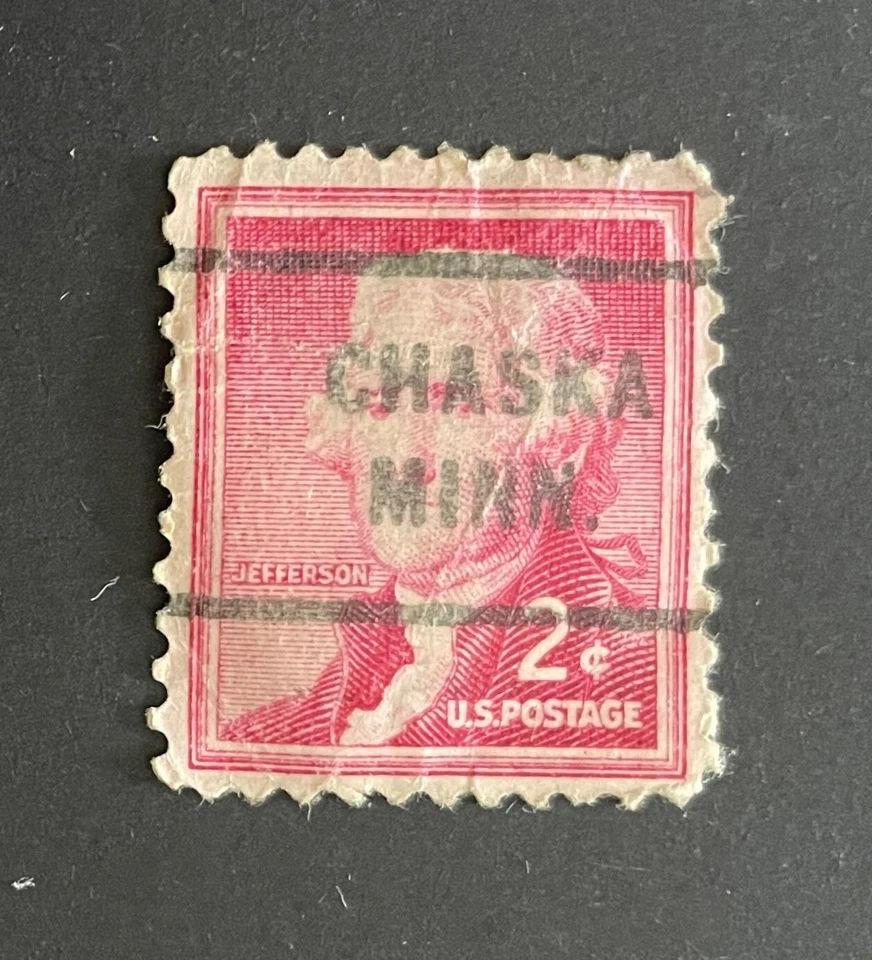 CHASKA
MINN.
JEFFERSON
2¢
U.S. POSTAGE